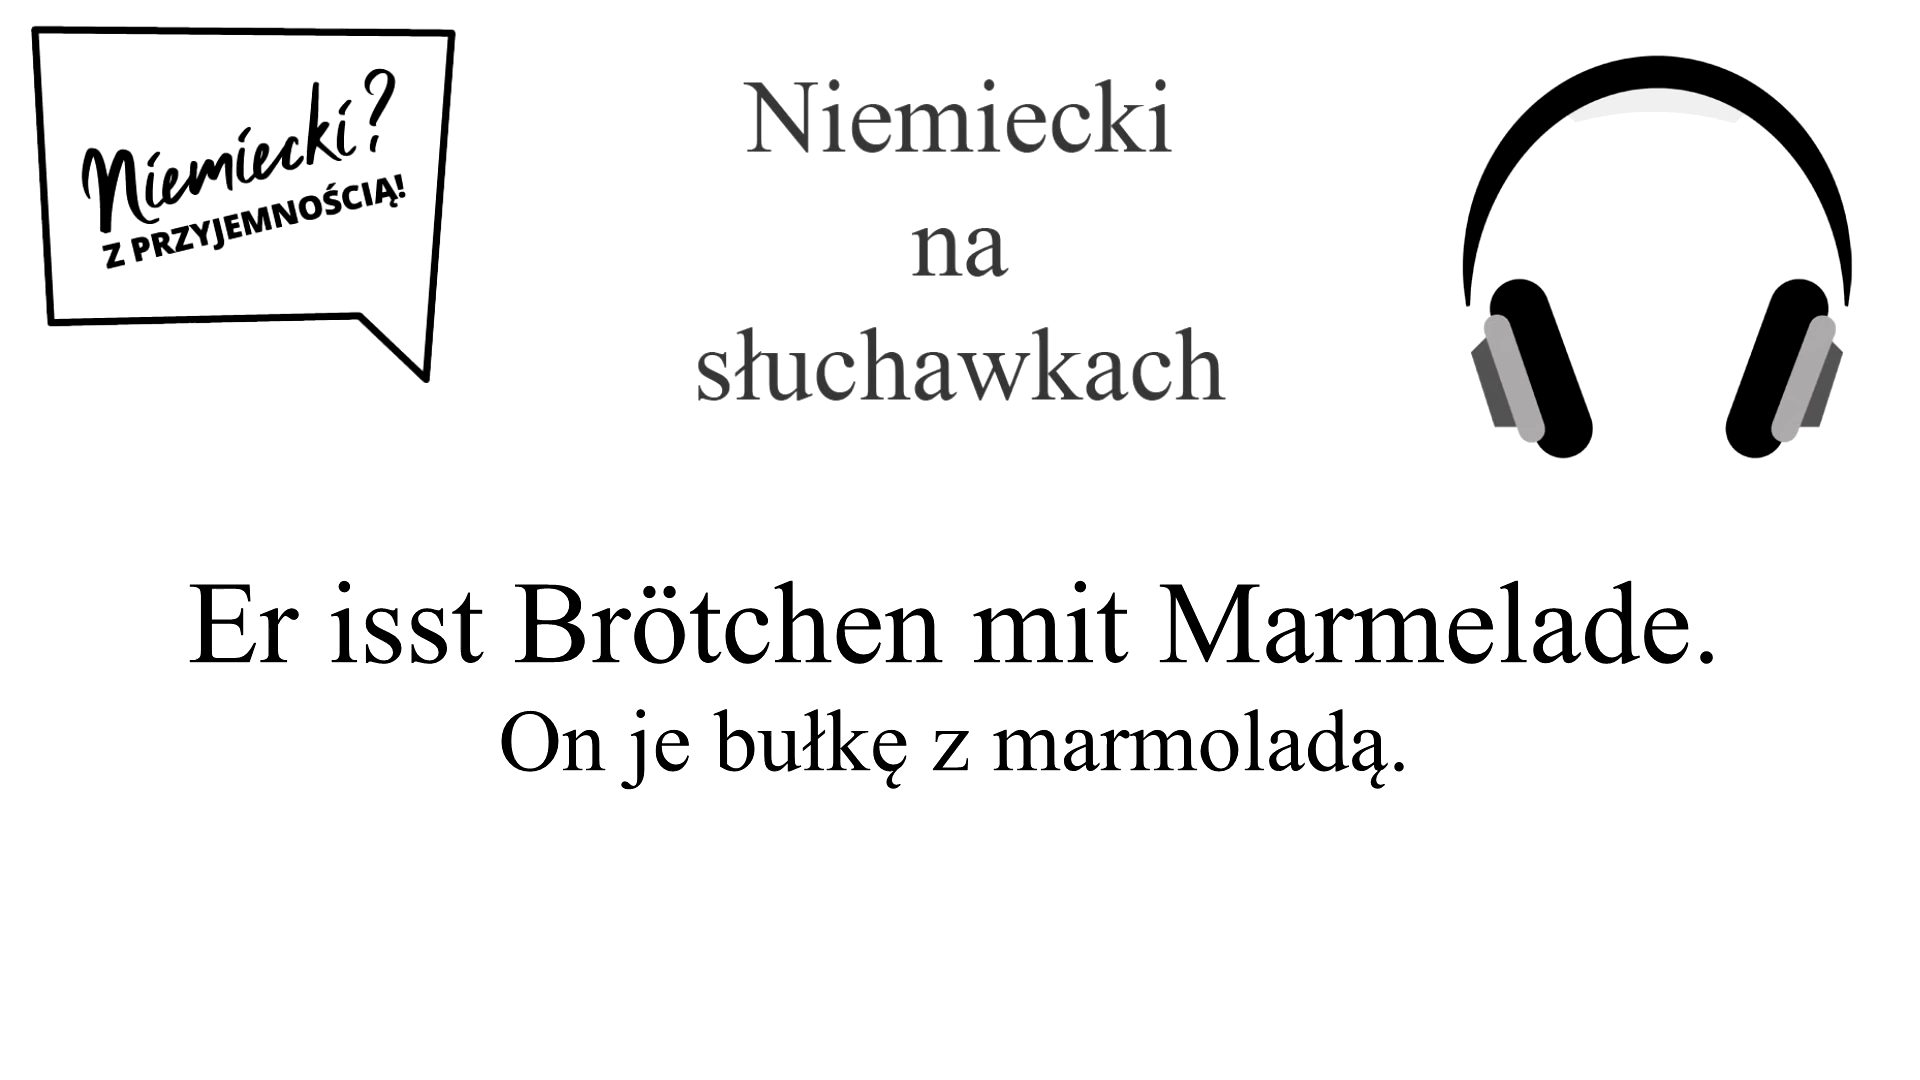 Niemiecki?
Z PRZYJEMNOŚCIĄ!
Niemiecki
na
słuchawkach
Er isst Brötchen mit Marmelade.
On je bułkę z marmoladą.